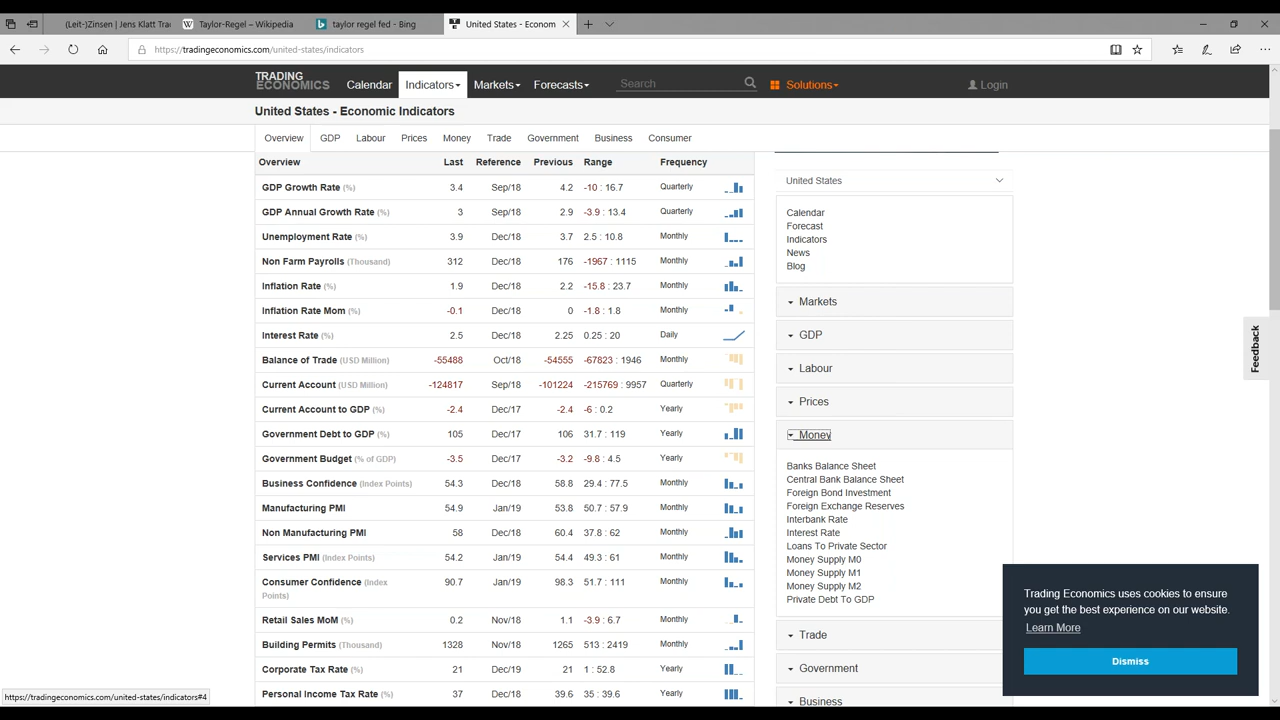 (Leit-)Zinsen | Jens Klatt Tra
Taylor-Regel – Wikipedia
taylor regel fed - Bing
United States - Econom
https://tradingeconomics.com/united-states/indicators
TRADING ECONOMICS
Calendar
Indicators
Markets
Forecasts
Search
Solutions
Login
United States - Economic Indicators
Overview GDP Labour Prices Money Trade Government Business Consumer
Overview Last Reference Previous Range Frequency
GDP Growth Rate (%) 3.4 Sep/18 4.2 -10 : 16.7 Quarterly
GDP Annual Growth Rate (%) 3 Sep/18 2.9 -3.9 : 13.4 Quarterly
Unemployment Rate (%) 3.9 Dec/18 3.7 2.5 : 10.8 Monthly
Non Farm Payrolls (Thousand) 312 Dec/18 176 -1967 : 1115 Monthly
Inflation Rate (%) 1.9 Dec/18 2.2 -15.8 : 23.7 Monthly
Inflation Rate Mom (%) -0.1 Dec/18 0 -1.8 : 1.8 Monthly
Interest Rate (%) 2.5 Dec/18 2.25 0.25 : 20 Daily
Balance of Trade (USD Million) -55488 Oct/18 -54555 -67823 : 1946 Monthly
Current Account (USD Million) -124817 Sep/18 -101224 -215769 : 9957 Quarterly
Current Account to GDP (%) -2.4 Dec/17 -2.4 -6 : 0.2 Yearly
Government Debt to GDP (%) 105 Dec/17 106 31.7 : 119 Yearly
Government Budget (% of GDP) -3.5 Dec/17 -3.2 -9.8 : 4.5 Yearly
Business Confidence (Index Points) 54.3 Dec/18 58.8 29.4 : 77.5 Monthly
Manufacturing PMI 54.9 Jan/19 53.8 50.7 : 57.9 Monthly
Non Manufacturing PMI 58 Dec/18 60.4 37.8 : 62 Monthly
Services PMI (Index Points) 54.2 Jan/19 54.4 49.3 : 61 Monthly
Consumer Confidence (Index 90.7 Jan/19 98.3 51.7 : 111 Monthly
Points)
Retail Sales MoM (%) 0.2 Nov/18 1.1 -3.9 : 6.7 Monthly
Building Permits (Thousand) 1328 Nov/18 1265 513 : 2419 Monthly
Corporate Tax Rate (%) 21 Dec/19 21 1 : 52.8 Yearly
Personal Income Tax Rate (%) 37 Dec/18 39.6 35 : 39.6 Yearly
United States
Calendar
Forecast
Indicators
News
Blog
Markets
GDP
Labour
Prices
Money
Banks Balance Sheet
Central Bank Balance Sheet
Foreign Bond Investment
Foreign Exchange Reserves
Interbank Rate
Interest Rate
Loans To Private Sector
Money Supply M0
Money Supply M1
Money Supply M2
Private Debt To GDP
Trade
Government
Business
Feedback
Trading Economics uses cookies to ensure
you get the best experience on our website.
Learn More
Dismiss
https://tradingeconomics.com/united-states/indicators#4